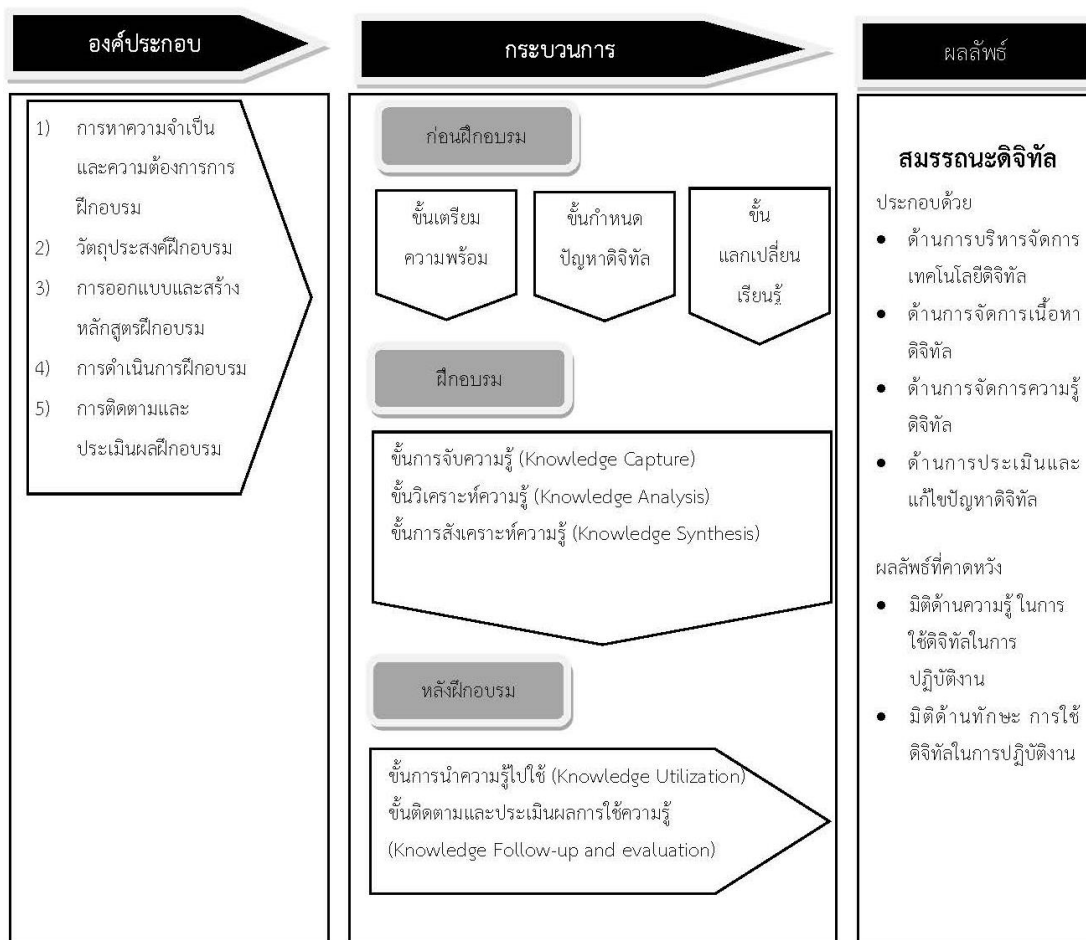 องค์ประกอบ
1) การหาความจำเป็น
และความต้องการการ
ฝึกอบรม
2) วัตถุประสงค์ฝึกอบรม
3) การออกแบบและสร้าง
หลักสูตรฝึกอบรม
4) การดำเนินการฝึกอบรม
5) การติดตามและ
ประเมินผลฝึกอบรม
กระบวนการ
ก่อนฝึกอบรม
ขั้นเตรียม
ความพร้อม
ขั้นกำหนด
ปัญหาดิจิทัล
ขั้น
แลกเปลี่ยน
เรียนรู้
ฝึกอบรม
ขั้นการจับความรู้ (Knowledge Capture)
ขั้นวิเคราะห์ความรู้ (Knowledge Analysis)
ขั้นการสังเคราะห์ความรู้ (Knowledge Synthesis)
หลังฝึกอบรม
ขั้นการนำความรู้ไปใช้ (Knowledge Utilization)
ขั้นติดตามและประเมินผลการใช้ความรู้
(Knowledge Follow-up and evaluation)
ผลลัพธ์
สมรรถนะดิจิทัล
ประกอบด้วย
• ด้านการบริหารจัดการ
เทคโนโลยีดิจิทัล
• ด้านการจัดการเนื้อหา
ดิจิทัล
• ด้านการจัดการความรู้
ดิจิทัล
• ด้านการประเมินและ
แก้ไขปัญหาดิจิทัล
ผลลัพธ์ที่คาดหวัง
• มิติด้านความรู้ ในการ
ใช้ดิจิทัลในการ
ปฏิบัติงาน
• มิติด้านทักษะ การใช้
ดิจิทัลในการปฏิบัติงาน